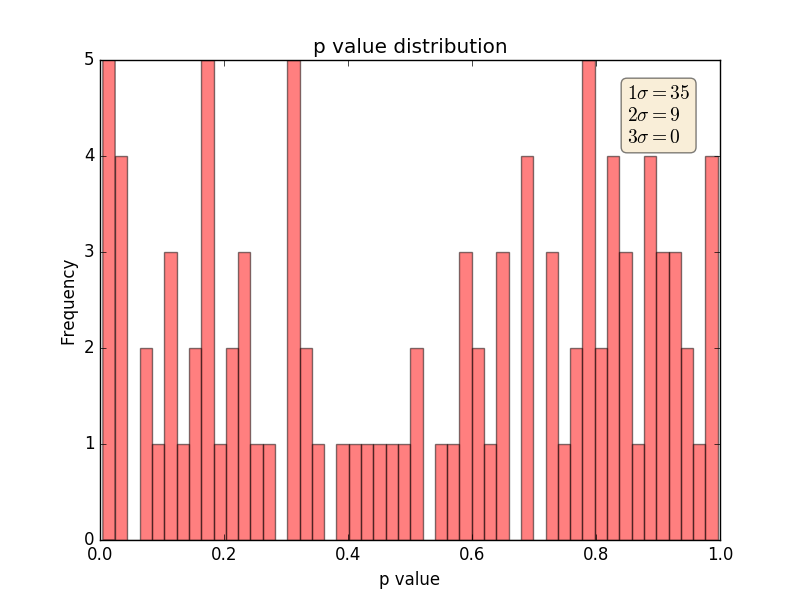 p value distribution
1σ = 35
2σ = 9
3σ = 0
5
4
3
2
1
0
Frequency
0.0 0.2 0.4 0.6 0.8 1.0
p value